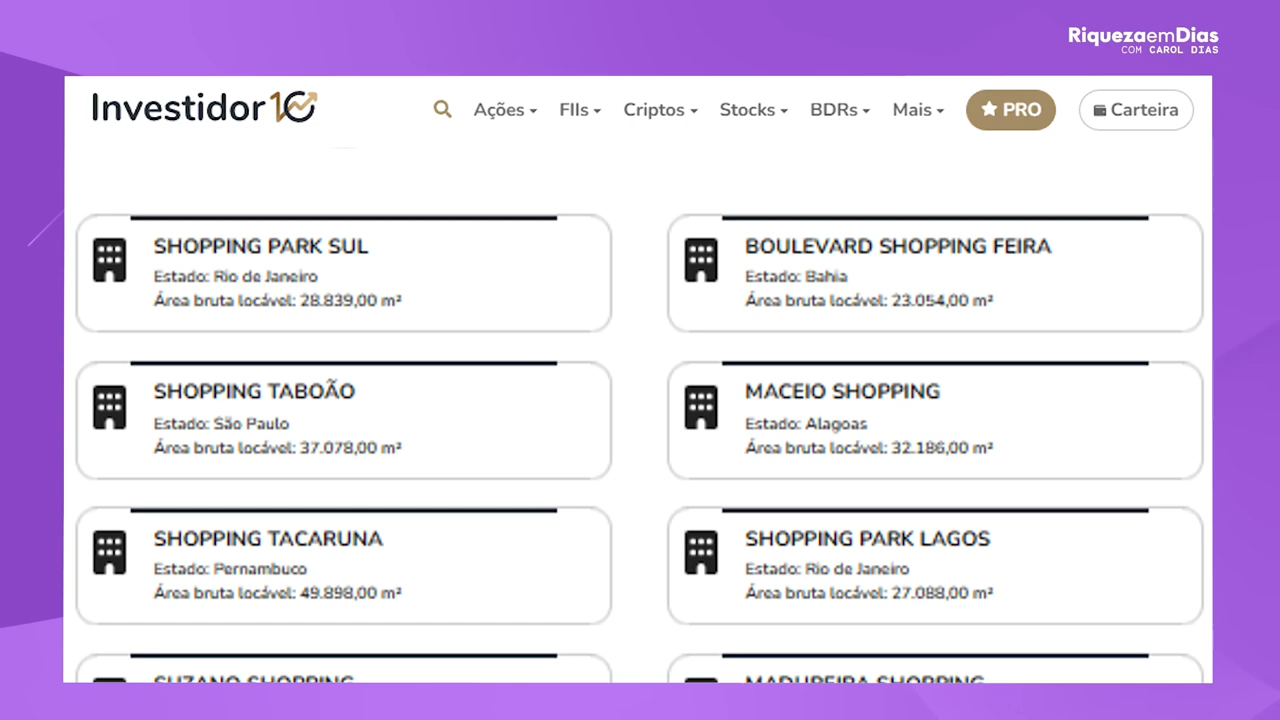 RiquezaemDias
COM CAROL DIAS
Investidor10
Ações
FIIs
Criptos
Stocks
BDRs
Mais
PRO
Carteira
SHOPPING PARK SUL
Estado: Rio de Janeiro
Área bruta locável: 28.839,00 m²
BOULEVARD SHOPPING FEIRA
Estado: Bahia
Área bruta locável: 23.054,00 m²
SHOPPING TABOÃO
Estado: São Paulo
Área bruta locável: 37.078,00 m²
MACEIO SHOPPING
Estado: Alagoas
Área bruta locável: 32.186,00 m²
SHOPPING TACARUNA
Estado: Pernambuco
Área bruta locável: 49.898,00 m²
SHOPPING PARK LAGOS
Estado: Rio de Janeiro
Área bruta locável: 27.088,00 m²
SUZANO SHOPPING
MADUREIRA SHOPPING